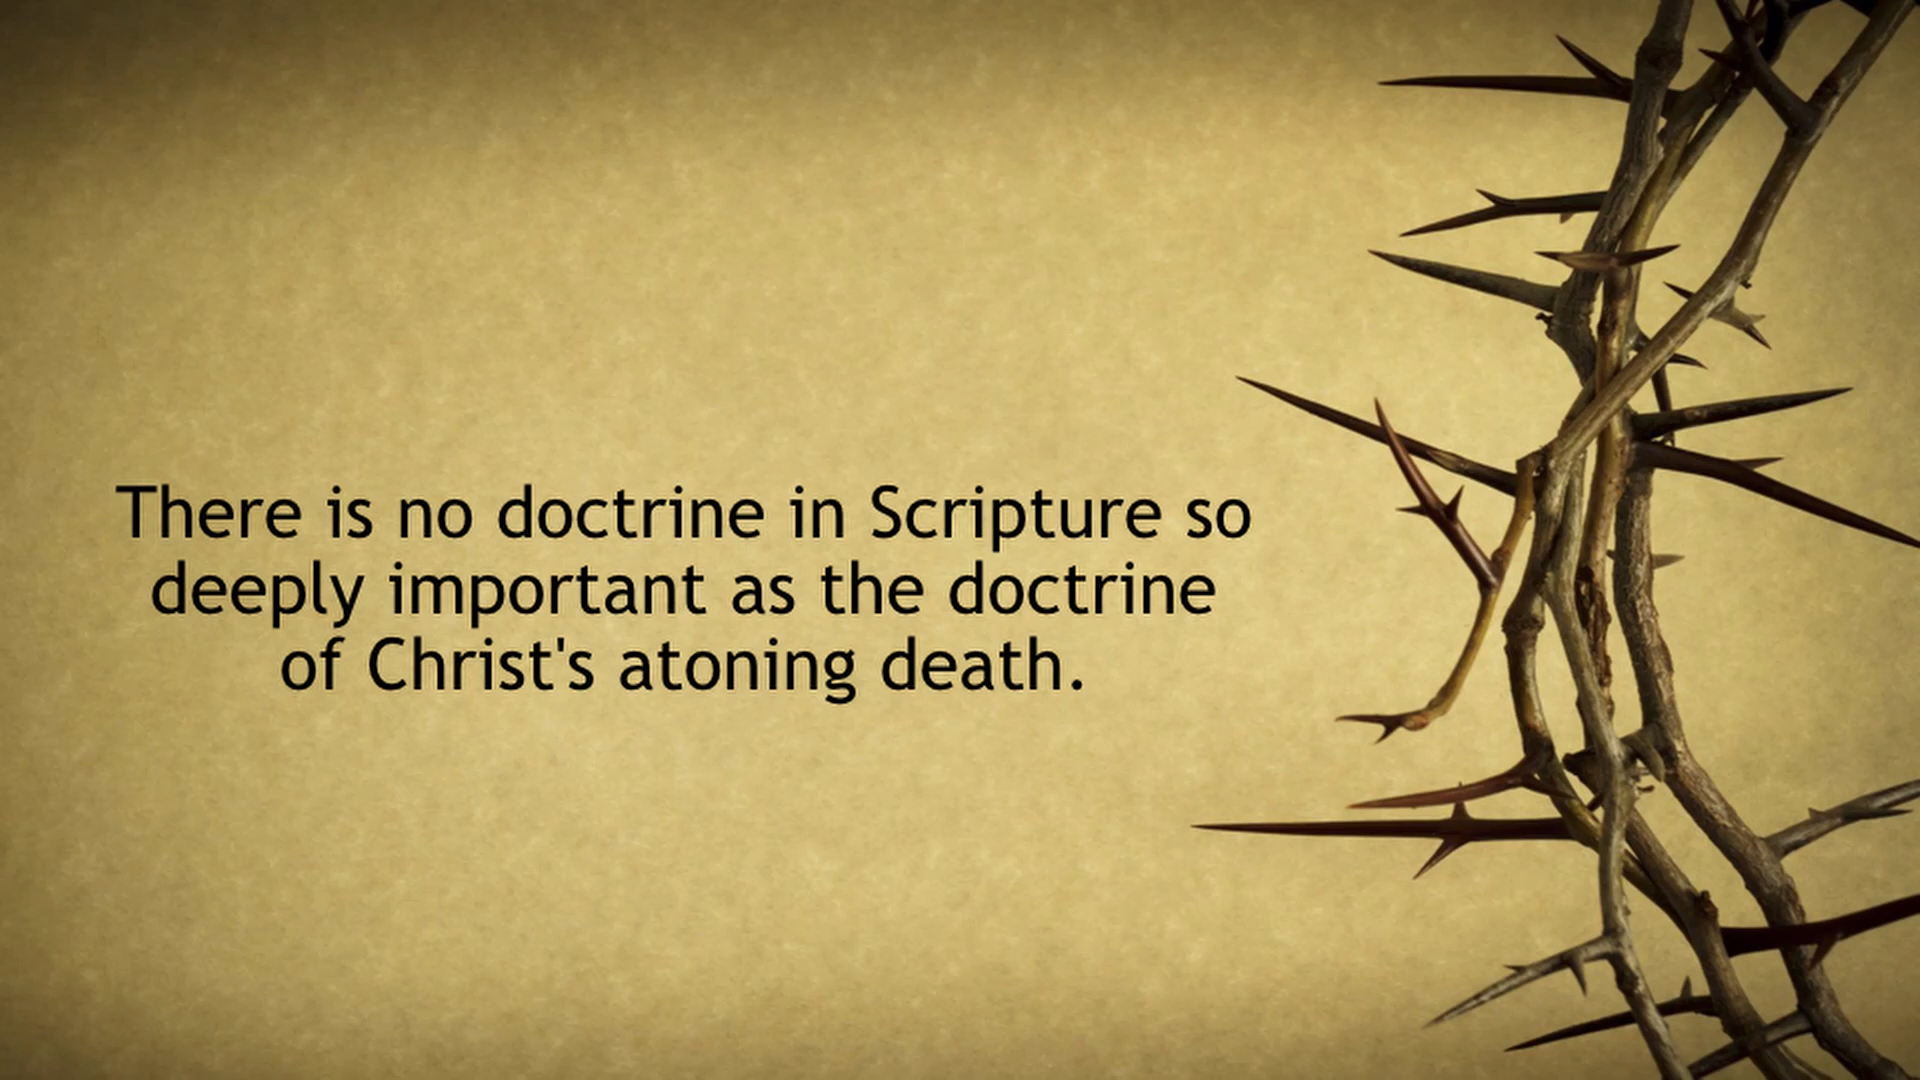 There is no doctrine in Scripture so
deeply important as the doctrine
of Christ's atoning death.